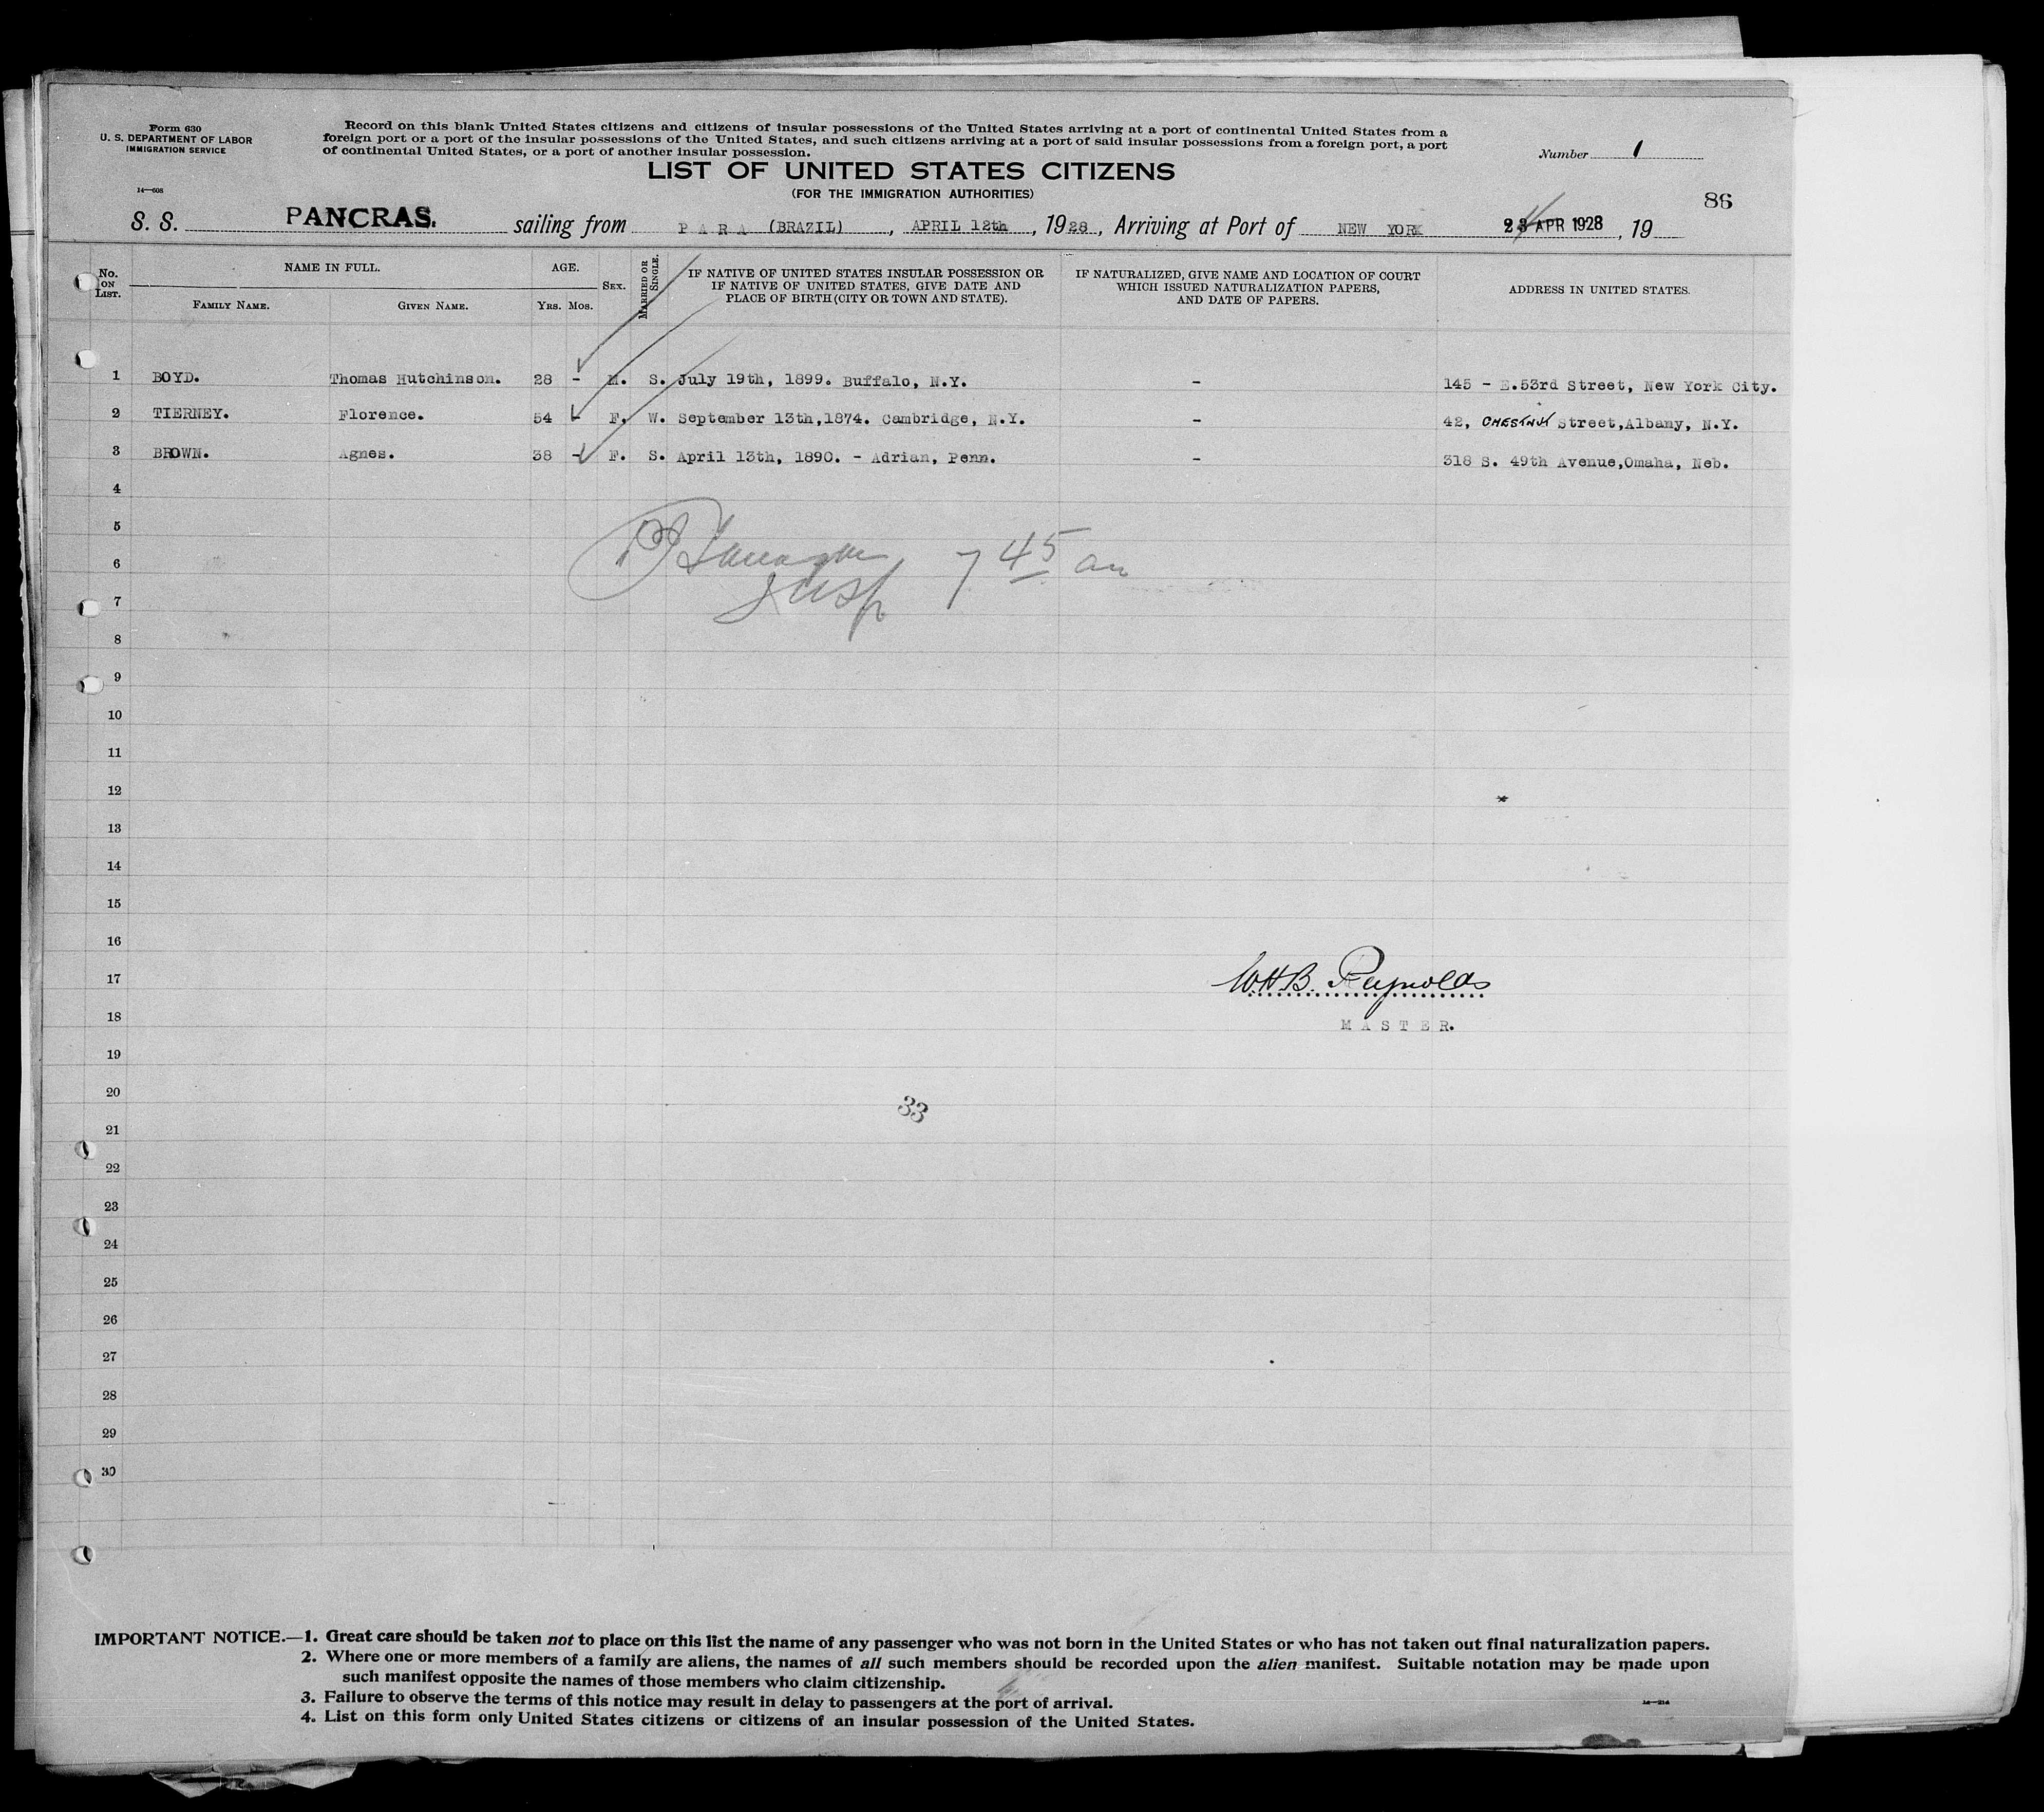 Form 630
U. S. DEPARTMENT OF LABOR
IMMIGRATION SERVICE
14—608
Record on this blank United States citizens and citizens of insular possessions of the United States arriving at a port of continental United States from a
foreign port or a port of the insular possessions of the United States, and such citizens arriving at a port of said insular possessions from a foreign port, a port
of continental United States, or a port of another insular possession.
Number 1
LIST OF UNITED STATES CITIZENS
(FOR THE IMMIGRATION AUTHORITIES)
86
S. S. PANCRAS. sailing from PARA (BRAZIL), APRIL 12th, 1928, Arriving at Port of NEW YORK 23 APR 1928, 19
No. ON LIST.
NAME IN FULL.
FAMILY NAME.
GIVEN NAME.
AGE.
YRS. MOS.
SEX.
MARRIED OR SINGLE.
IF NATIVE OF UNITED STATES INSULAR POSSESSION OR
IF NATIVE OF UNITED STATES, GIVE DATE AND
PLACE OF BIRTH (CITY OR TOWN AND STATE).
IF NATURALIZED, GIVE NAME AND LOCATION OF COURT
WHICH ISSUED NATURALIZATION PAPERS,
AND DATE OF PAPERS.
ADDRESS IN UNITED STATES.
1 BOYD. Thomas Hutchinson. 28 - M. S. July 19th, 1899. Buffalo, N.Y. - 145 - E.53rd Street, New York City.
2 TIERNEY. Florence. 54 - F. W. September 13th,1874. Cambridge, N.Y. - 42, CHESTNUT Street,Albany, N.Y.
3 BROWN. Agnes. 38 - F. S. April 13th, 1890. - Adrian, Penn. - 318 S. 49th Avenue,Omaha, Neb.
4
5
6
7 45 am
Insp
7
8
9
10
11
12
13
14
15
16
17
W.H.B. Reynolds
18
MASTER.
19
20
33
21
22
23
24
25
26
27
28
29
30
IMPORTANT NOTICE.—1. Great care should be taken not to place on this list the name of any passenger who was not born in the United States or who has not taken out final naturalization papers.
2. Where one or more members of a family are aliens, the names of all such members should be recorded upon the alien manifest. Suitable notation may be made upon
such manifest opposite the names of those members who claim citizenship.
3. Failure to observe the terms of this notice may result in delay to passengers at the port of arrival.
4. List on this form only United States citizens or citizens of an insular possession of the United States.